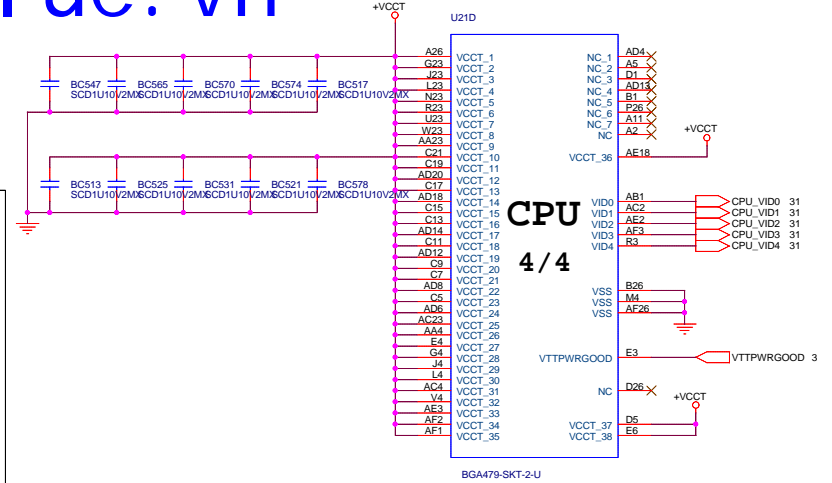 +VCCT
U21D
A26 VCCT_1 NC_1 AD4
G23 VCCT_2 NC_2 A5
J23 VCCT_3 NC_3 D1
L23 VCCT_4 NC_4 AD13
N23 VCCT_5 NC_5 B1
R23 VCCT_6 NC_6 P26
U23 VCCT_7 NC_7 A11
W23 VCCT_8 NC A2
AA23 VCCT_9
C21 VCCT_10 VCCT_36 AE18 +VCCT
C19 VCCT_11
AD20 VCCT_12
C17 VCCT_13
AD18 VCCT_14 VID0 AB1 CPU_VID0 31
C15 VCCT_15 VID1 AC2 CPU_VID1 31
C13 VCCT_16 VID2 AE2 CPU_VID2 31
AD14 VCCT_17 VID3 AF3 CPU_VID3 31
C11 VCCT_18 VID4 R3 CPU_VID4 31
AD12 VCCT_19
C9 VCCT_20
C7 VCCT_21
AD8 VCCT_22 VSS B26
C5 VCCT_23 VSS M4
AD6 VCCT_24 VSS AF26
AC23 VCCT_25
AA4 VCCT_26
E4 VCCT_27
G4 VCCT_28 VTTPWRGOOD E3 VTTPWRGOOD 3
J4 VCCT_29
L4 VCCT_30
AC4 VCCT_31 NC D26
V4 VCCT_32
AE3 VCCT_33 +VCCT
AF2 VCCT_34 VCCT_37 D5
AF1 VCCT_35 VCCT_38 E6
CPU
4/4
BGA479-SKT-2-U
BC547 BC565 BC570 BC574 BC517
SCD1U10V2MX SCD1U10V2MX SCD1U10V2MX SCD1U10V2MX SCD1U10V2MX
BC513 BC525 BC531 BC521 BC578
SCD1U10V2MX SCD1U10V2MX SCD1U10V2MX SCD1U10V2MX SCD1U10V2MX